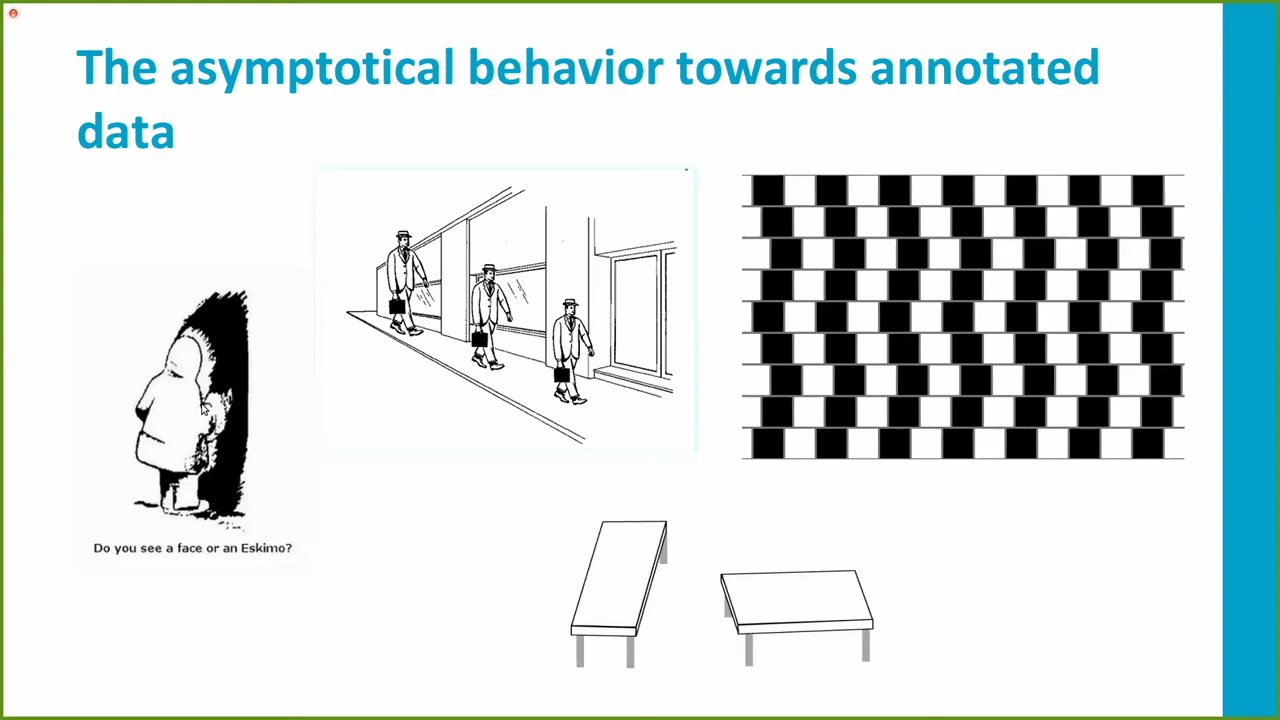 The asymptotical behavior towards annotated
data
Do you see a face or an Eskimo?